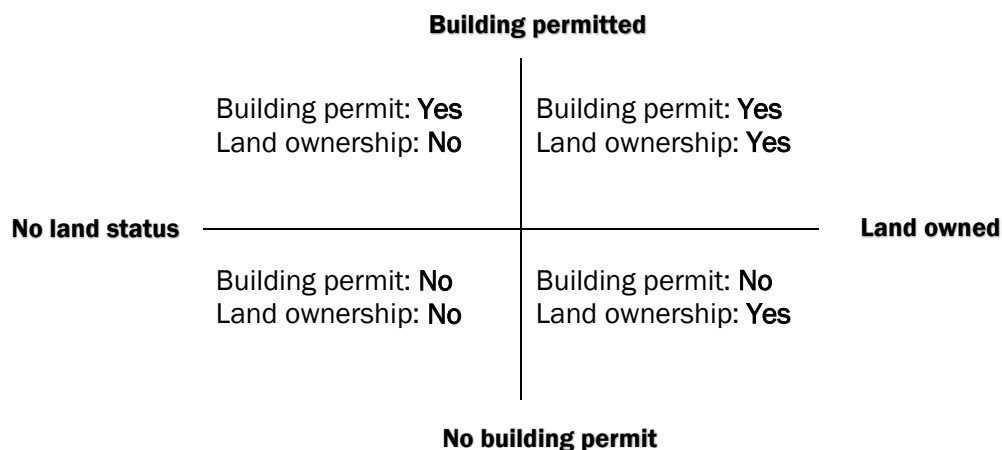 Building permitted
Building permit: Yes
Land ownership: No
Building permit: Yes
Land ownership: Yes
No land status
Land owned
Building permit: No
Land ownership: No
Building permit: No
Land ownership: Yes
No building permit